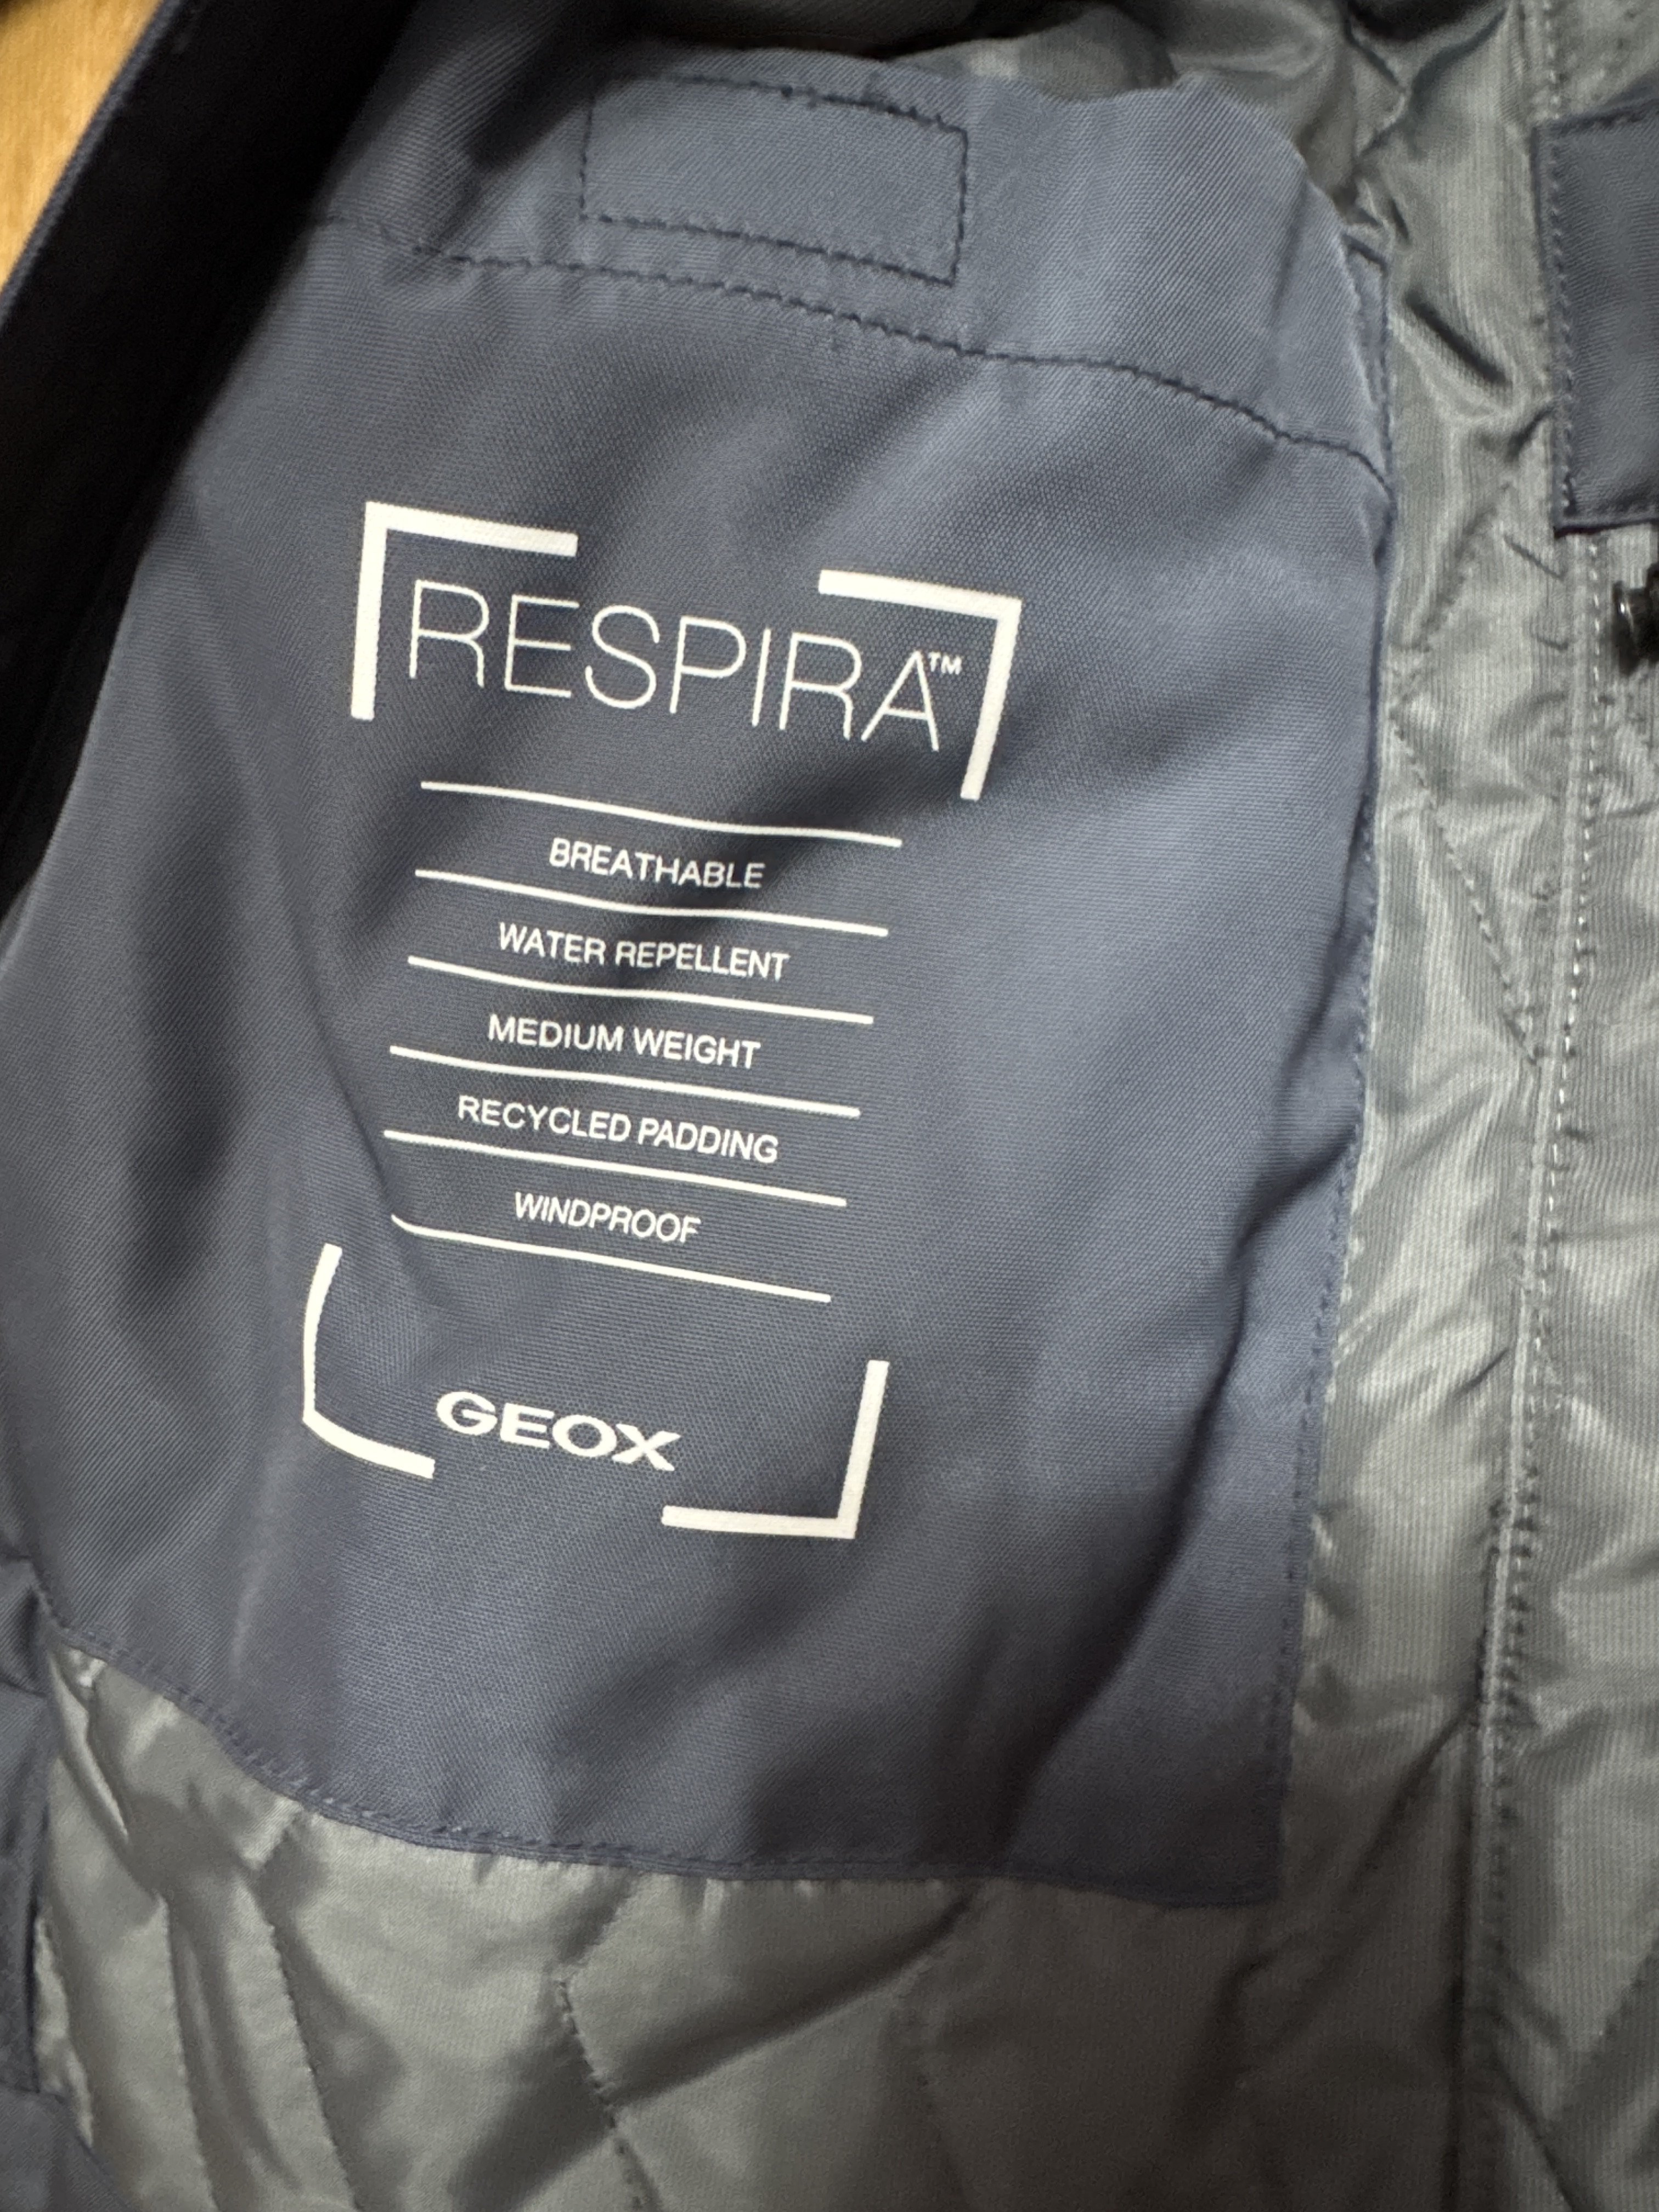 RESPIRA™
BREATHABLE
WATER REPELLENT
MEDIUM WEIGHT
RECYCLED PADDING
WINDPROOF
GEOX